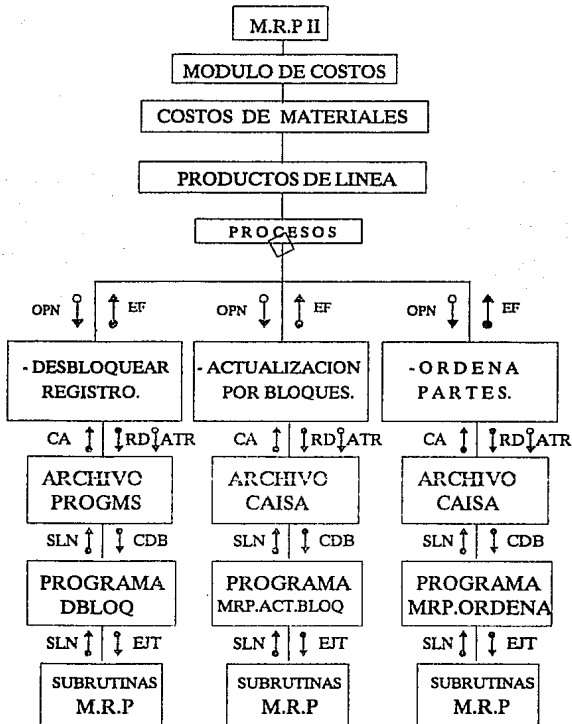 M.R.P II
MODULO DE COSTOS
COSTOS DE MATERIALES
PRODUCTOS DE LINEA
PROCESOS
OPN EF OPN EF OPN EF
- DESBLOQUEAR - ACTUALIZACION - ORDENA
REGISTRO. POR BLOQUES. PARTES.
CA RD ATR CA RD ATR CA RD ATR
ARCHIVO ARCHIVO ARCHIVO
PROGMS CAISA CAISA
SLN CDB SLN CDB SLN CDB
PROGRAMA PROGRAMA PROGRAMA
DBLOQ MRP.ACT.BLOQ MRP.ORDENA
SLN EJT SLN EJT SLN EJT
SUBRUTINAS SUBRUTINAS SUBRUTINAS
M.R.P M.R.P M.R.P